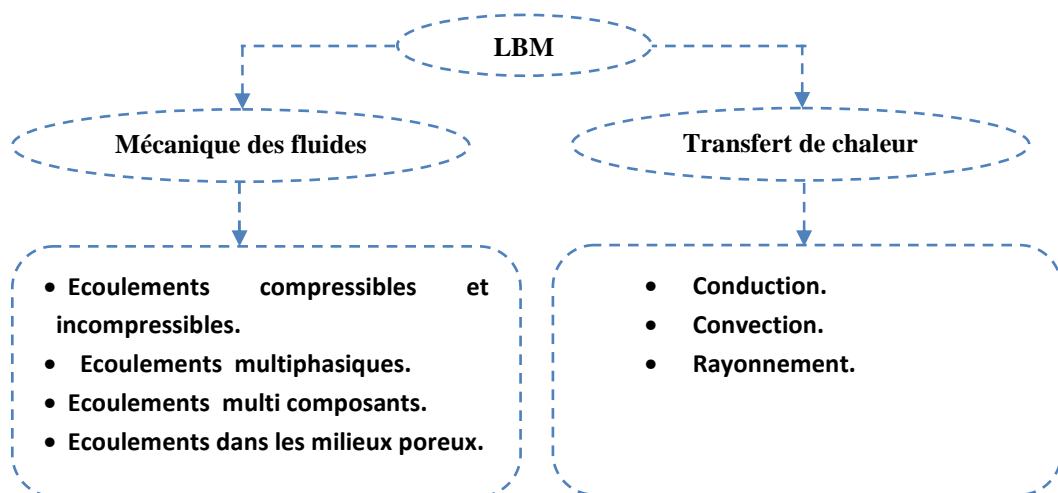 LBM
Mécanique des fluides
Transfert de chaleur
• Ecoulements compressibles et
incompressibles.
• Ecoulements multiphasiques.
• Ecoulements multi composants.
• Ecoulements dans les milieux poreux.
• Conduction.
• Convection.
• Rayonnement.